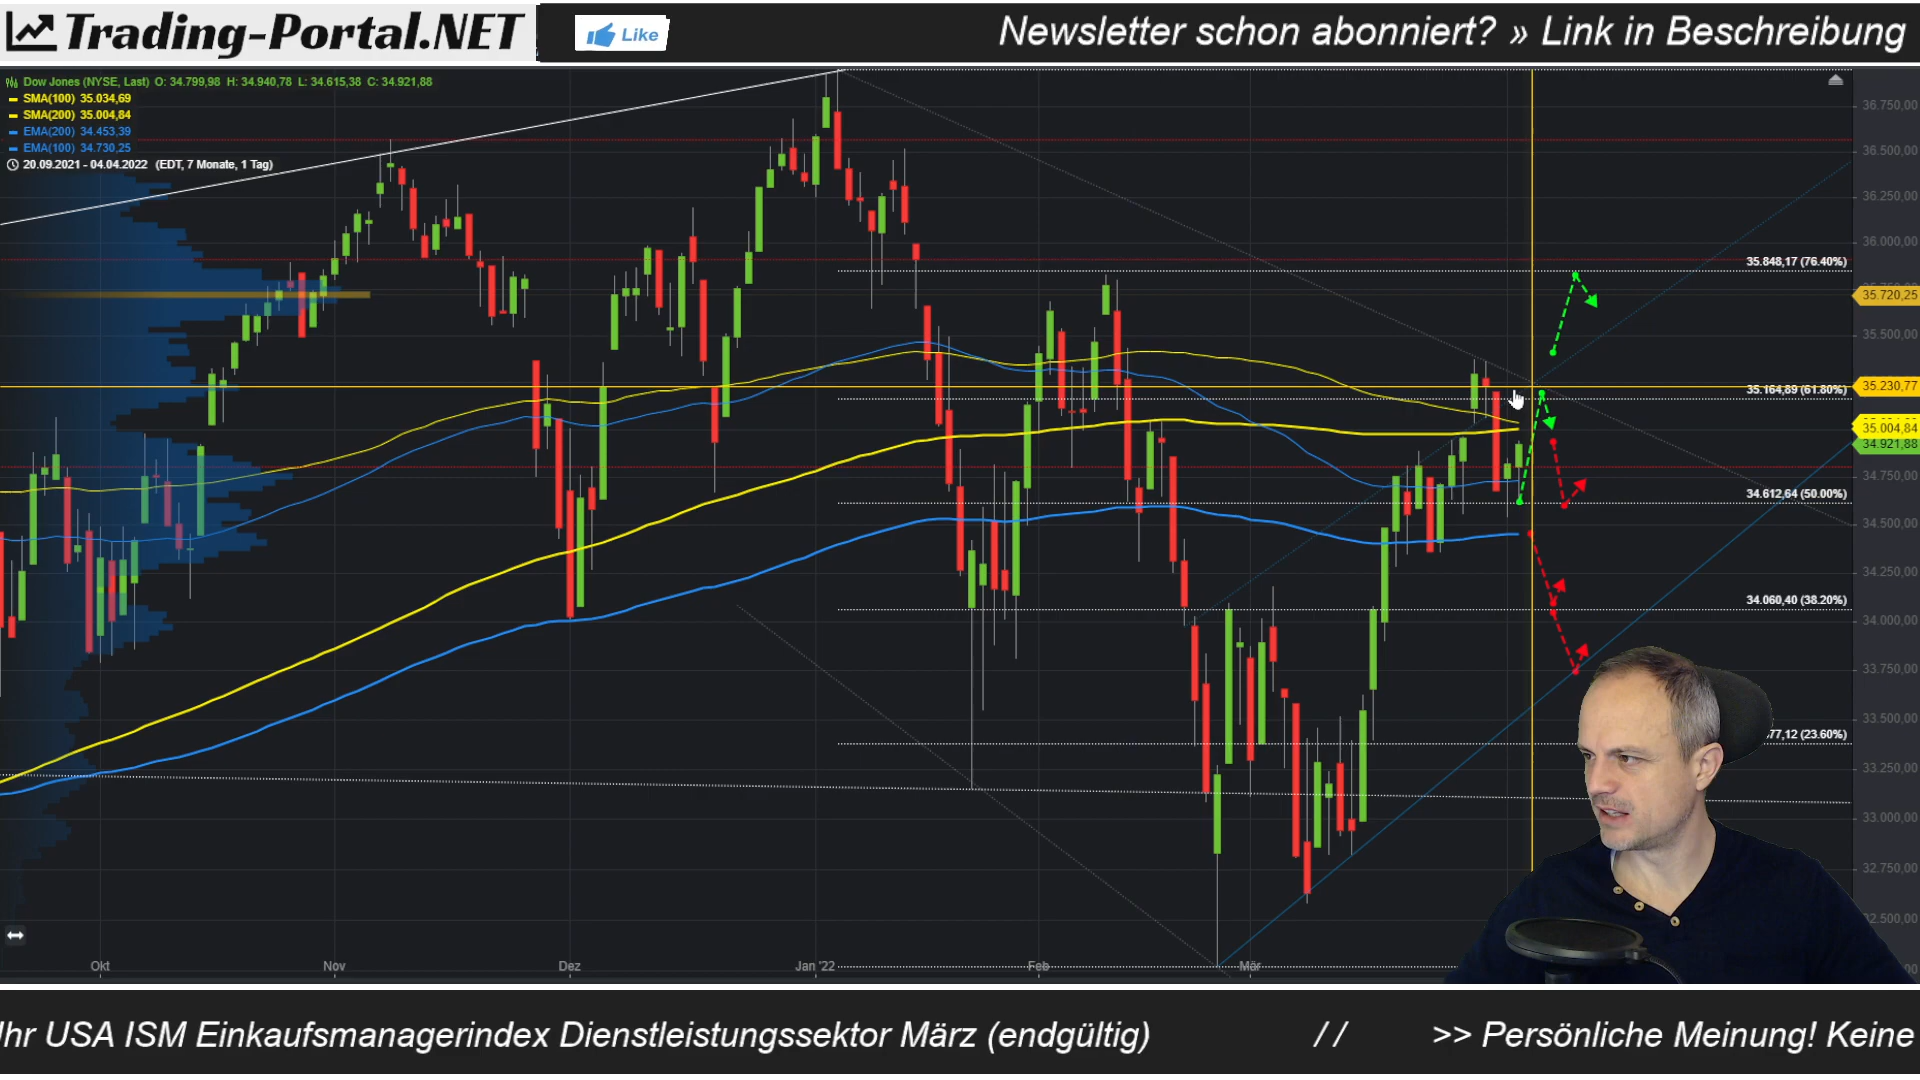 Trading-Portal.NET
Like
Newsletter schon abonniert? » Link in Beschreibung
Dow Jones (NYSE, Last) O: 34.799,98 H: 34.940,78 L: 34.615,38 C: 34.921,88
SMA(100) 35.034,69
SMA(200) 35.004,84
EMA(200) 34.453,39
EMA(100) 34.730,25
20.09.2021 - 04.04.2022 (EDT, 7 Monate, 1 Tag)
36.750,00
36.500,00
36.250,00
36.000,00
35.848,17 (76.40%)
35.720,25
35.500,00
35.230,77
35.164,89 (61.80%)
35.004,84
34.921,88
34.750,00
34.612,64 (50.00%)
34.500,00
34.250,00
34.060,40 (38.20%)
34.000,00
33.750,00
33.500,00
77,12 (23.60%)
33.250,00
33.000,00
32.750,00
2.500,00
Okt Nov Dez Jan '22 Feb Mär
Uhr USA ISM Einkaufsmanagerindex Dienstleistungssektor März (endgültig) // >> Persönliche Meinung! Keine